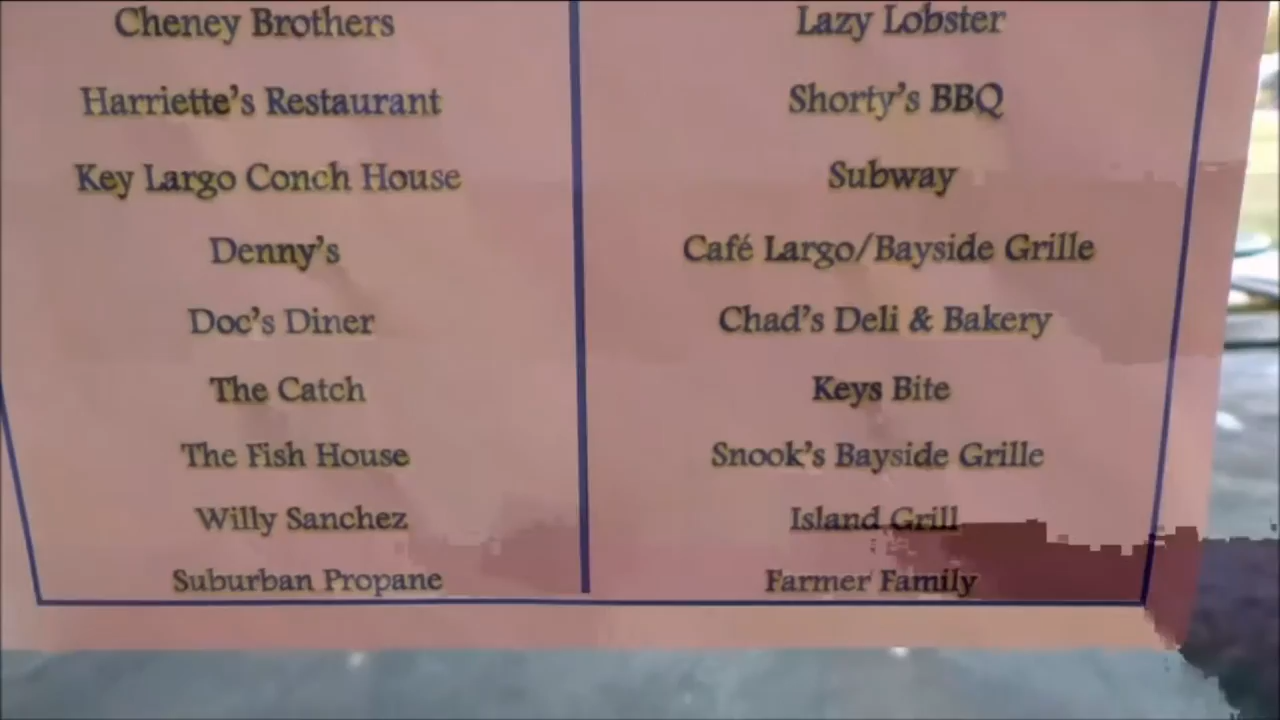 Cheney Brothers
Harriette's Restaurant
Key Largo Conch House
Denny's
Doc's Diner
The Catch
The Fish House
Willy Sanchez
Suburban Propane
Lazy Lobster
Shorty's BBQ
Subway
Café Largo/Bayside Grille
Chad's Deli & Bakery
Keys Bite
Snook's Bayside Grille
Island Grill
Farmer Family